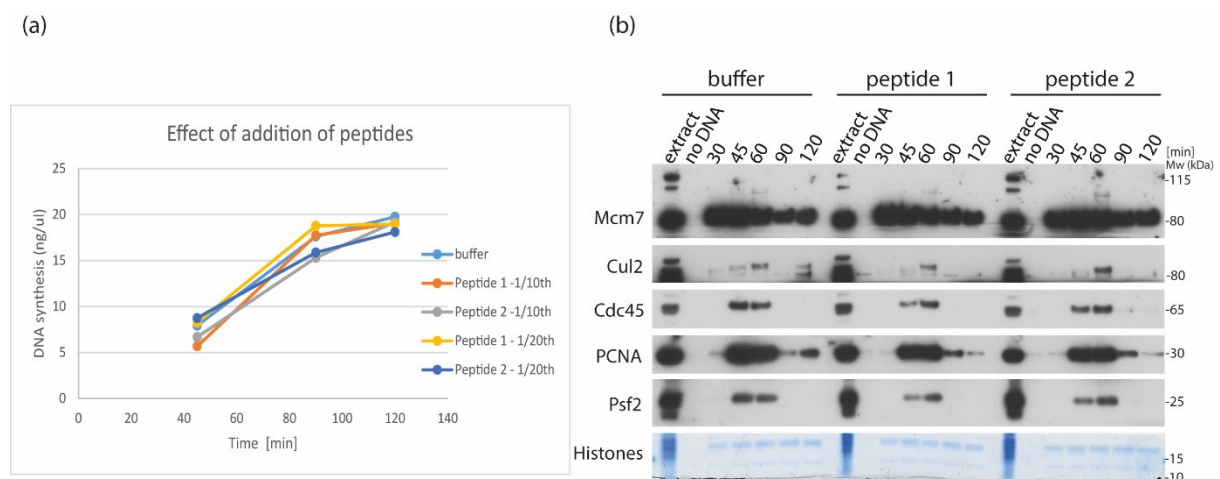 (a)
Effect of addition of peptides
DNA synthesis (ng/ul)
25
20
15
10
5
0
0 20 40 60 80 100 120 140
Time [min]
buffer
Peptide 1 -1/10th
Peptide 2 -1/10th
Peptide 1 - 1/20th
Peptide 2 - 1/20th
(b)
buffer peptide 1 peptide 2
extract no DNA 30 45 60 90 120 extract no DNA 30 45 60 90 120 extract no DNA 30 45 60 90 120 [min]
Mw (kDa)
-115
Mcm7 -80
Cul2 -80
Cdc45 -65
PCNA -30
Psf2 -25
Histones -15
-10